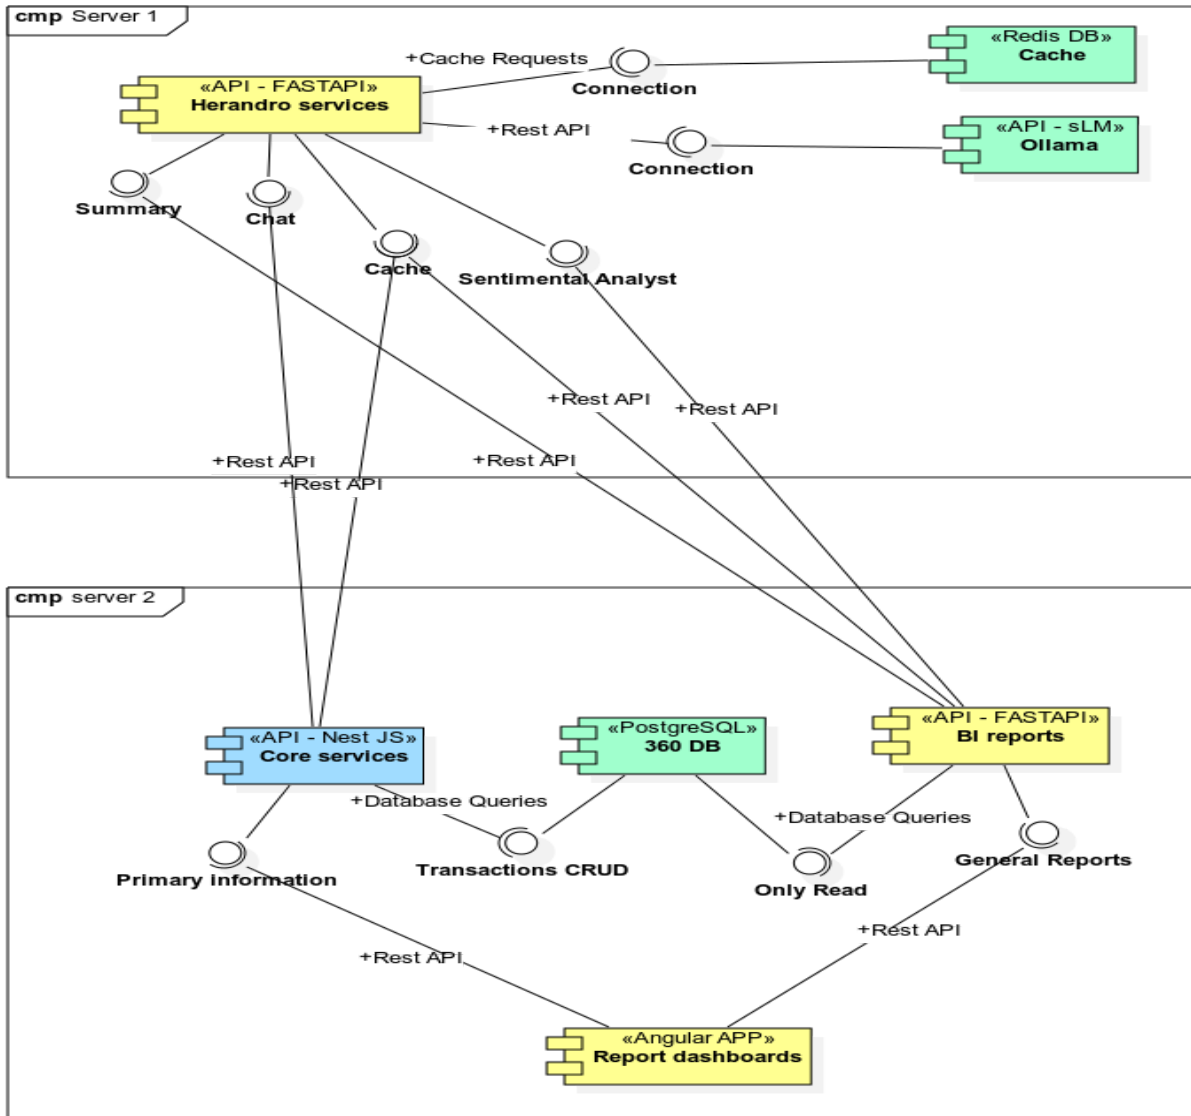 cmp Server 1
«Redis DB»
Cache
+Cache Requests
Connection
«API - FASTAPI»
Herandro services
+Rest API
Connection
«API - sLM»
Ollama
Summary
Chat
Cache
Sentimental Analyst
+Rest API
+Rest API
+Rest API
+Rest API
+Rest API
cmp server 2
«API - Nest JS»
Core services
«PostgreSQL»
360 DB
«API - FASTAPI»
BI reports
+Database Queries
+Database Queries
Primary information
Transactions CRUD
Only Read
General Reports
+Rest API
+Rest API
«Angular APP»
Report dashboards